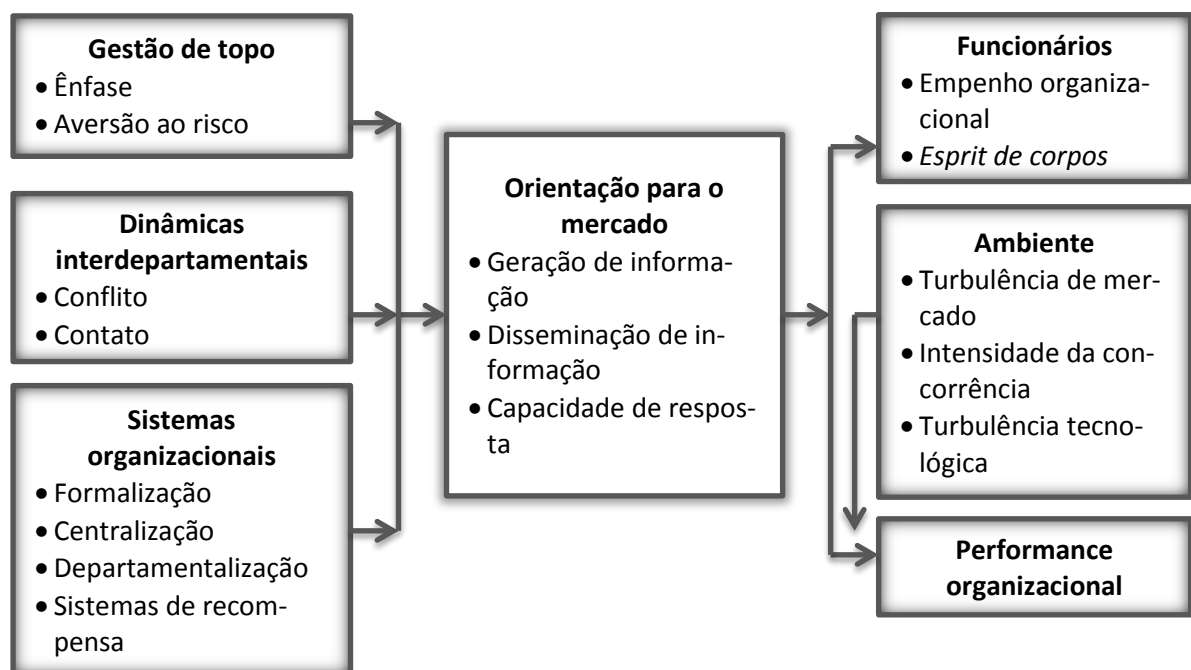 Gestão de topo
• Ênfase
• Aversão ao risco
Dinâmicas
interdepartamentais
• Conflito
• Contato
Sistemas
organizacionais
• Formalização
• Centralização
• Departamentalização
• Sistemas de recom-
pensa
Orientação para o
mercado
• Geração de informa-
ção
• Disseminação de in-
formação
• Capacidade de respos-
ta
Funcionários
• Empenho organiza-
cional
• Esprit de corpos
Ambiente
• Turbulência de mer-
cado
• Intensidade da con-
corrência
• Turbulência tecno-
lógica
Performance
organizacional